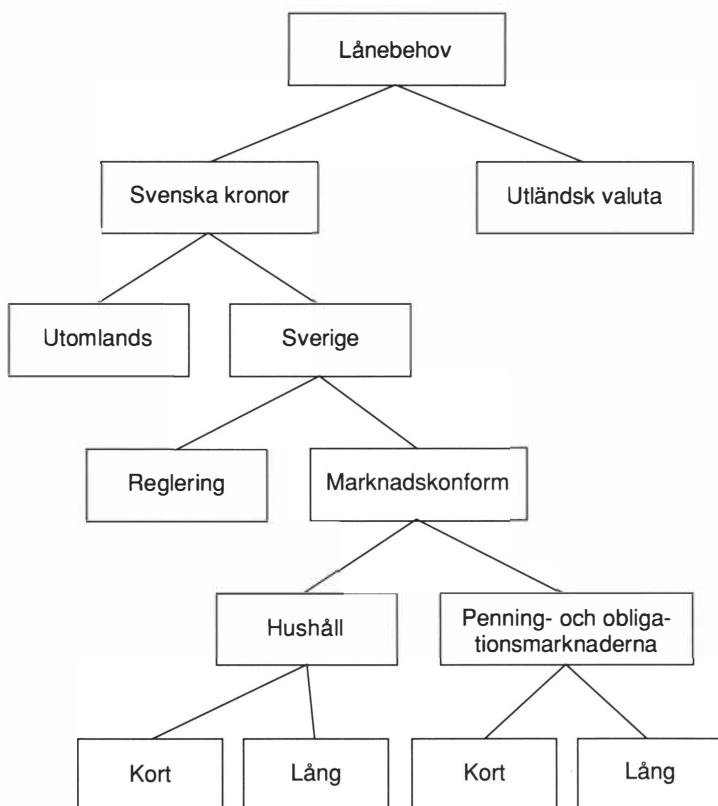 Lånebehov
Svenska kronor
Utländsk valuta
Utomlands
Sverige
Reglering
Marknadskonform
Hushåll
Penning- och obliga-
tionsmarknaderna
Kort
Lång
Kort
Lång